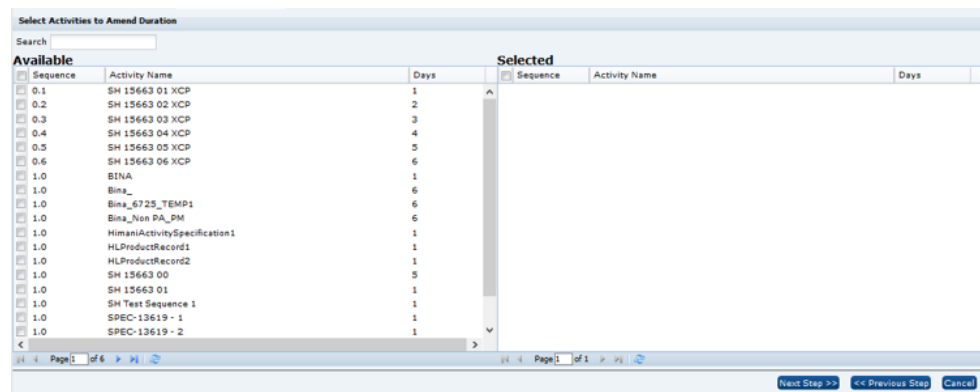 Select Activities to Amend Duration
Search
Available
Selected
Sequence Activity Name Days Sequence Activity Name Days
0.1 SH 15663 01 XCP 1
0.2 SH 15663 02 XCP 2
0.3 SH 15663 03 XCP 3
0.4 SH 15663 04 XCP 4
0.5 SH 15663 05 XCP 5
0.6 SH 15663 06 XCP 6
1.0 BINA 1
1.0 Bina_ 6
1.0 Bina_6725_TEMP1 6
1.0 Bina_Non PA_PM 6
1.0 HimaniActivitySpecification1 1
1.0 HLProductRecord1 1
1.0 HLProductRecord2 1
1.0 SH 15663 00 5
1.0 SH 15663 01 1
1.0 SH Test Sequence 1 1
1.0 SPEC-13619 - 1 1
1.0 SPEC-13619 - 2 1
Page 1 of 6 Page 1 of 1
Next Step >> << Previous Step Cancel